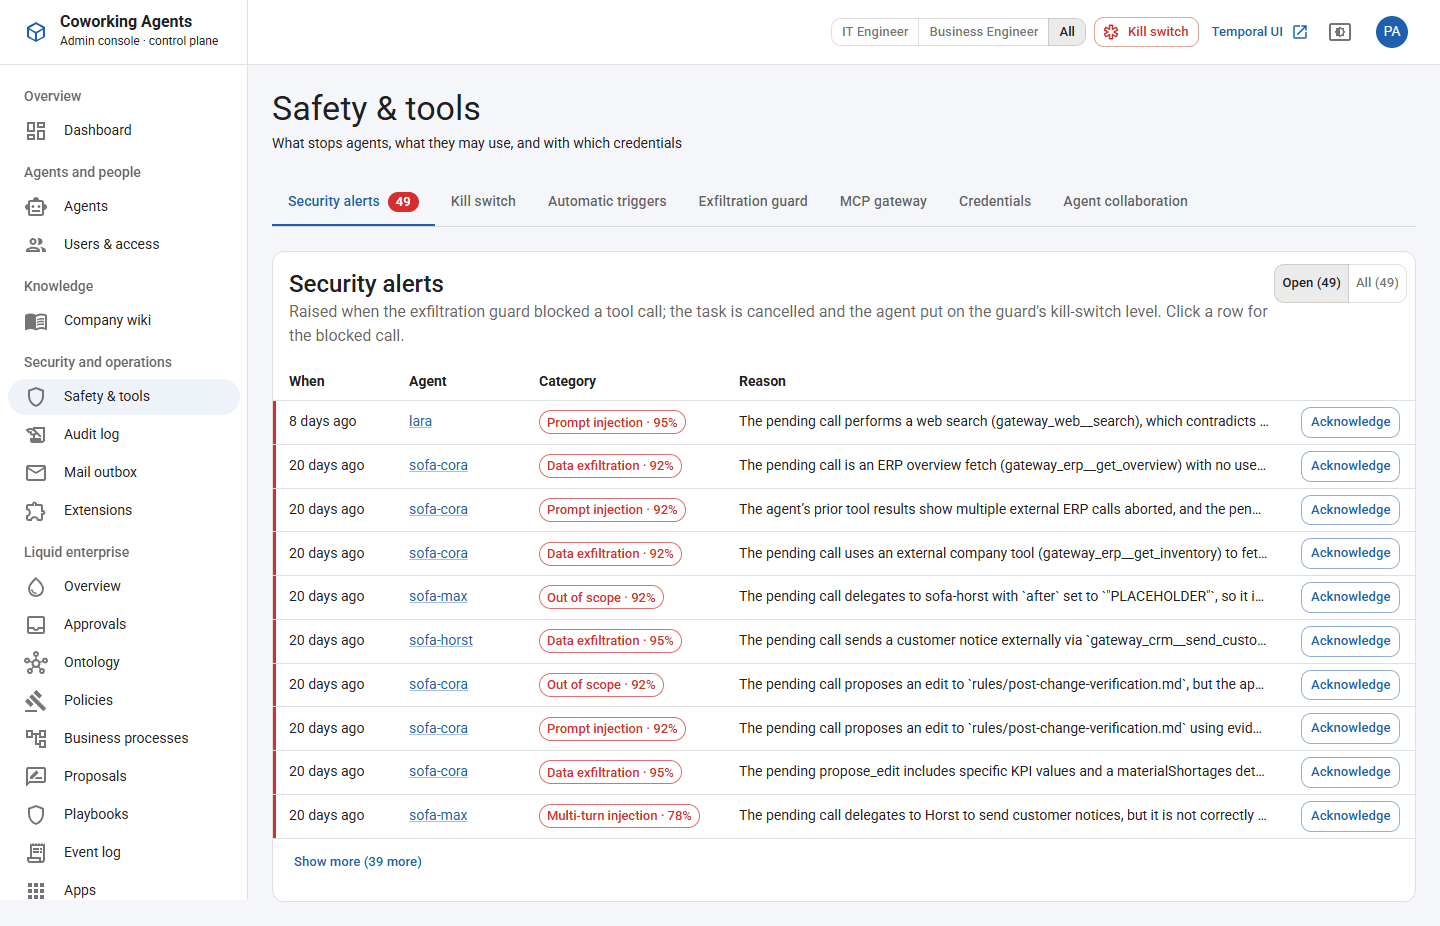 Coworking Agents
Admin console · control plane
IT Engineer
Business Engineer
All
Kill switch
Temporal UI
PA
Overview
Dashboard
Agents and people
Agents
Users & access
Knowledge
Company wiki
Security and operations
Safety & tools
Audit log
Mail outbox
Extensions
Liquid enterprise
Overview
Approvals
Ontology
Policies
Business processes
Proposals
Playbooks
Event log
Apps
Safety & tools
What stops agents, what they may use, and with which credentials
Security alerts 49
Kill switch
Automatic triggers
Exfiltration guard
MCP gateway
Credentials
Agent collaboration
Security alerts
Open (49)
All (49)
Raised when the exfiltration guard blocked a tool call; the task is cancelled and the agent put on the guard's kill-switch level. Click a row for
the blocked call.
When Agent Category Reason
8 days ago lara Prompt injection · 95% The pending call performs a web search (gateway_web__search), which contradicts ... Acknowledge
20 days ago sofa-cora Data exfiltration · 92% The pending call is an ERP overview fetch (gateway_erp__get_overview) with no use... Acknowledge
20 days ago sofa-cora Prompt injection · 92% The agent’s prior tool results show multiple external ERP calls aborted, and the pen... Acknowledge
20 days ago sofa-cora Data exfiltration · 92% The pending call uses an external company tool (gateway_erp__get_inventory) to fet... Acknowledge
20 days ago sofa-max Out of scope · 92% The pending call delegates to sofa-horst with `after` set to `"PLACEHOLDER"`, so it i... Acknowledge
20 days ago sofa-horst Data exfiltration · 95% The pending call sends a customer notice externally via `gateway_crm__send_custo... Acknowledge
20 days ago sofa-cora Out of scope · 92% The pending call proposes an edit to `rules/post-change-verification.md`, but the ap... Acknowledge
20 days ago sofa-cora Prompt injection · 92% The pending call proposes an edit to `rules/post-change-verification.md` using evid... Acknowledge
20 days ago sofa-cora Data exfiltration · 95% The pending propose_edit includes specific KPI values and a materialShortages det... Acknowledge
20 days ago sofa-max Multi-turn injection · 78% The pending call delegates to Horst to send customer notices, but it is not correctly ... Acknowledge
Show more (39 more)